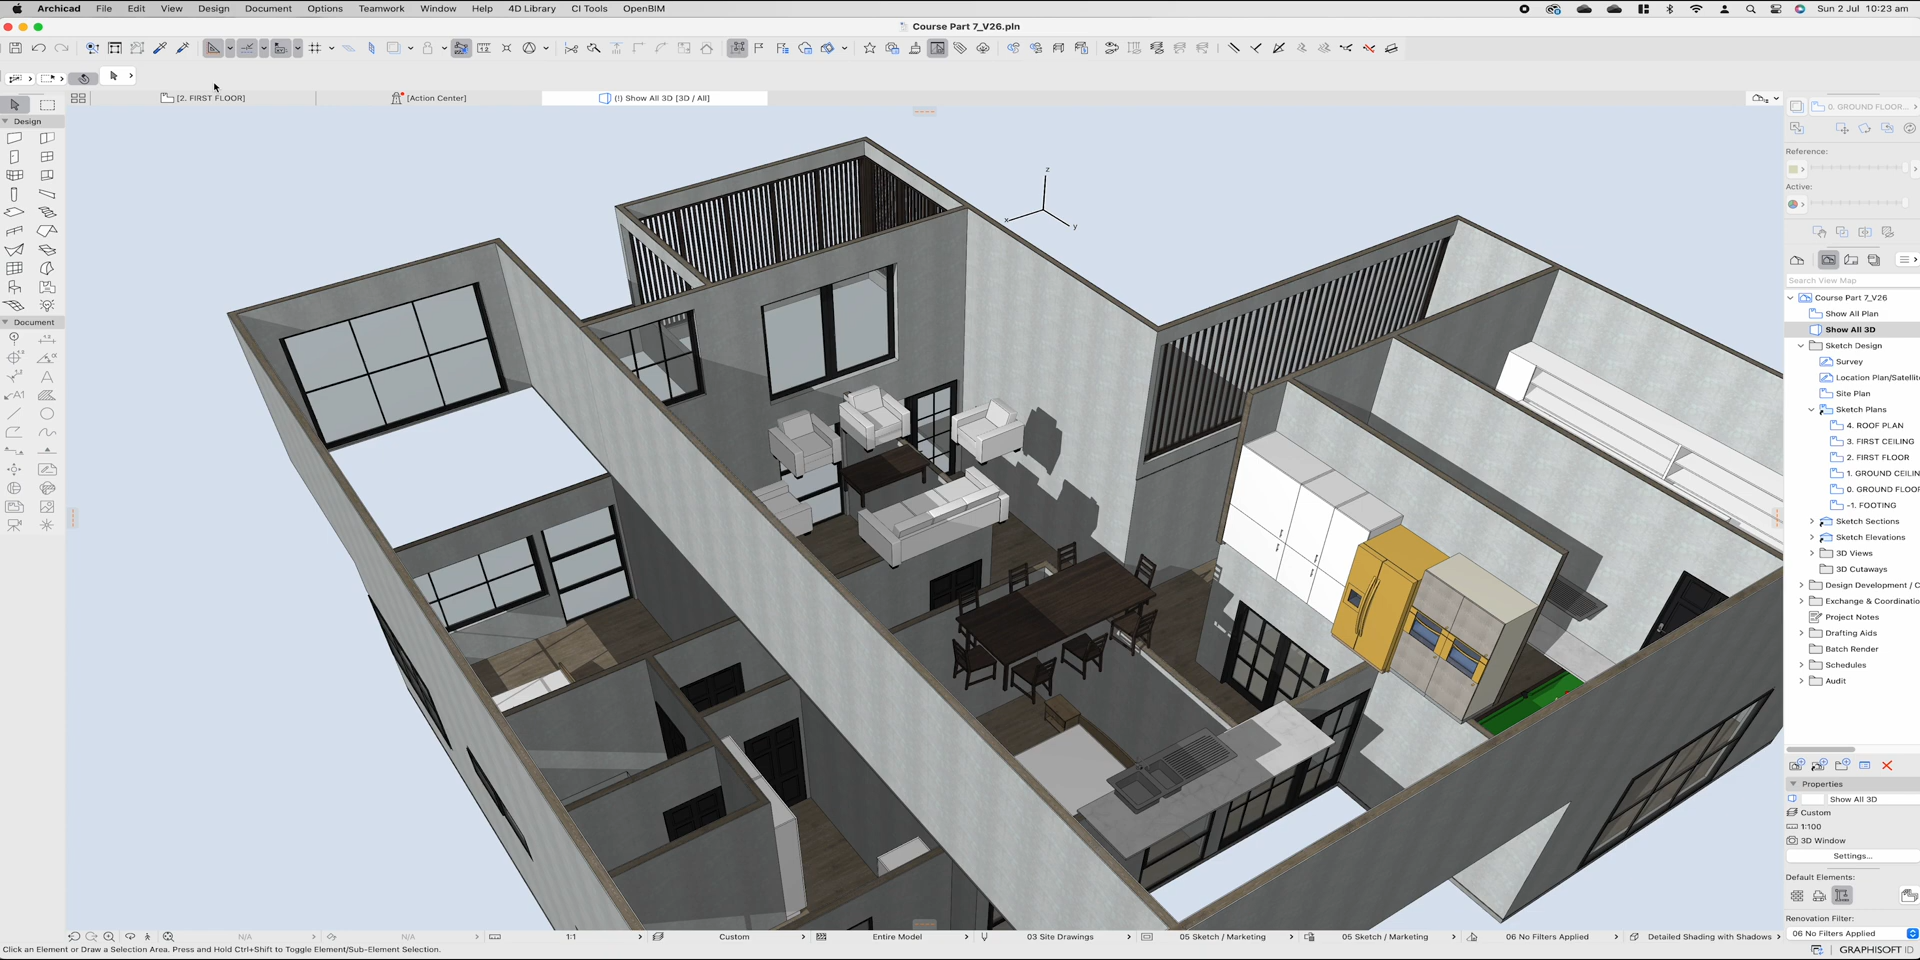 Archicad File Edit View Design Document Options Teamwork Window Help 4D Library CI Tools OpenBIM
Sun 2 Jul 10:23 am
Course Part 7_V26.pln
[2. FIRST FLOOR]
[Action Center]
(!) Show All 3D [3D / All]
Design
Document
z
x
y
0. GROUND FLOOR...
Reference:
Active:
Search View Map
Course Part 7_V26
Show All Plan
Show All 3D
Sketch Design
Survey
Location Plan/Satellit
Site Plan
Sketch Plans
4. ROOF PLAN
3. FIRST CEILING
2. FIRST FLOOR
1. GROUND CEILIN
0. GROUND FLOO
-1. FOOTING
Sketch Sections
Sketch Elevations
3D Views
3D Cutaways
Design Development / C
Exchange & Coordinatio
Project Notes
Drafting Aids
Batch Render
Schedules
Audit
Properties
Show All 3D
Custom
1:100
3D Window
Settings...
Default Elements:
Renovation Filter:
06 No Filters Applied
N/A N/A 1:1 Custom Entire Model 03 Site Drawings 05 Sketch / Marketing 05 Sketch / Marketing 06 No Filters Applied Detailed Shading with Shadows
Click an Element or Draw a Selection Area. Press and Hold Ctrl+Shift to Toggle Element/Sub-Element Selection.
GRAPHISOFT ID